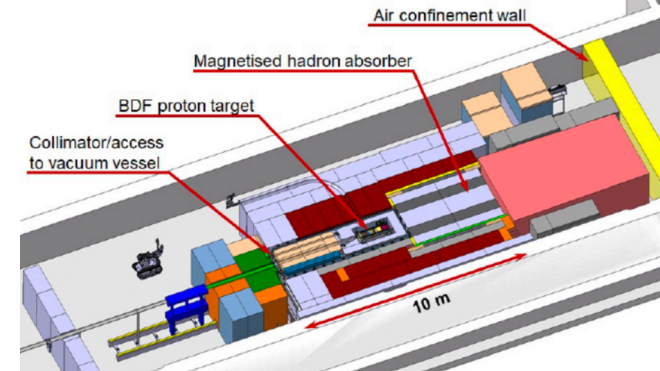 Air confinement wall
Magnetised hadron absorber
BDF proton target
Collimator/access
to vacuum vessel
10 m